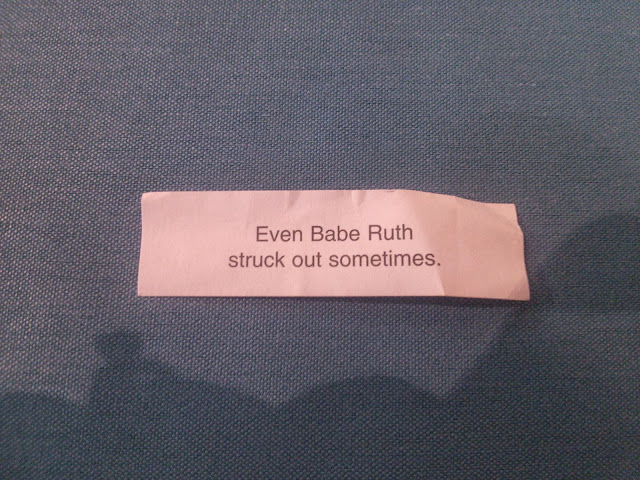 Even Babe Ruth
struck out sometimes.